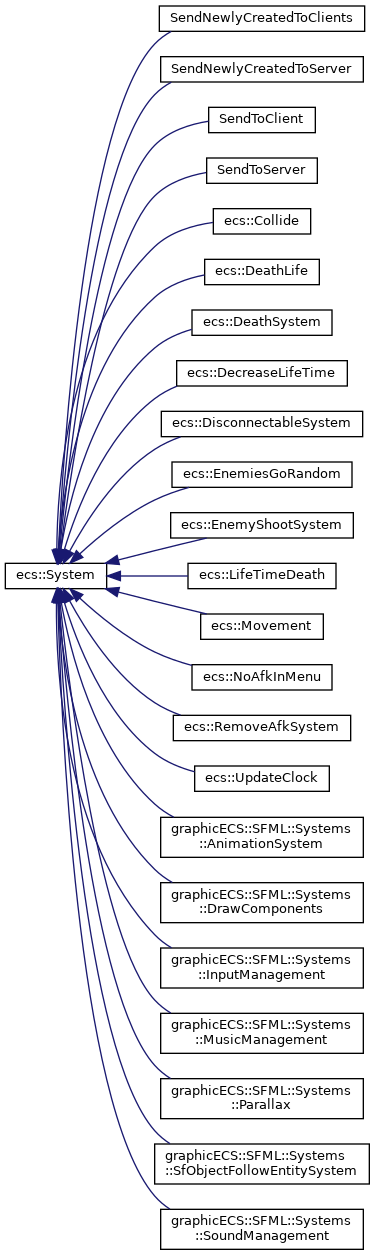 SendNewlyCreatedToClients
SendNewlyCreatedToServer
SendToClient
SendToServer
ecs::Collide
ecs::DeathLife
ecs::DeathSystem
ecs::DecreaseLifeTime
ecs::DisconnectableSystem
ecs::EnemiesGoRandom
ecs::EnemyShootSystem
ecs::System
ecs::LifeTimeDeath
ecs::Movement
ecs::NoAfkInMenu
ecs::RemoveAfkSystem
ecs::UpdateClock
graphicECS::SFML::Systems
::AnimationSystem
graphicECS::SFML::Systems
::DrawComponents
graphicECS::SFML::Systems
::InputManagement
graphicECS::SFML::Systems
::MusicManagement
graphicECS::SFML::Systems
::Parallax
graphicECS::SFML::Systems
::SfObjectFollowEntitySystem
graphicECS::SFML::Systems
::SoundManagement